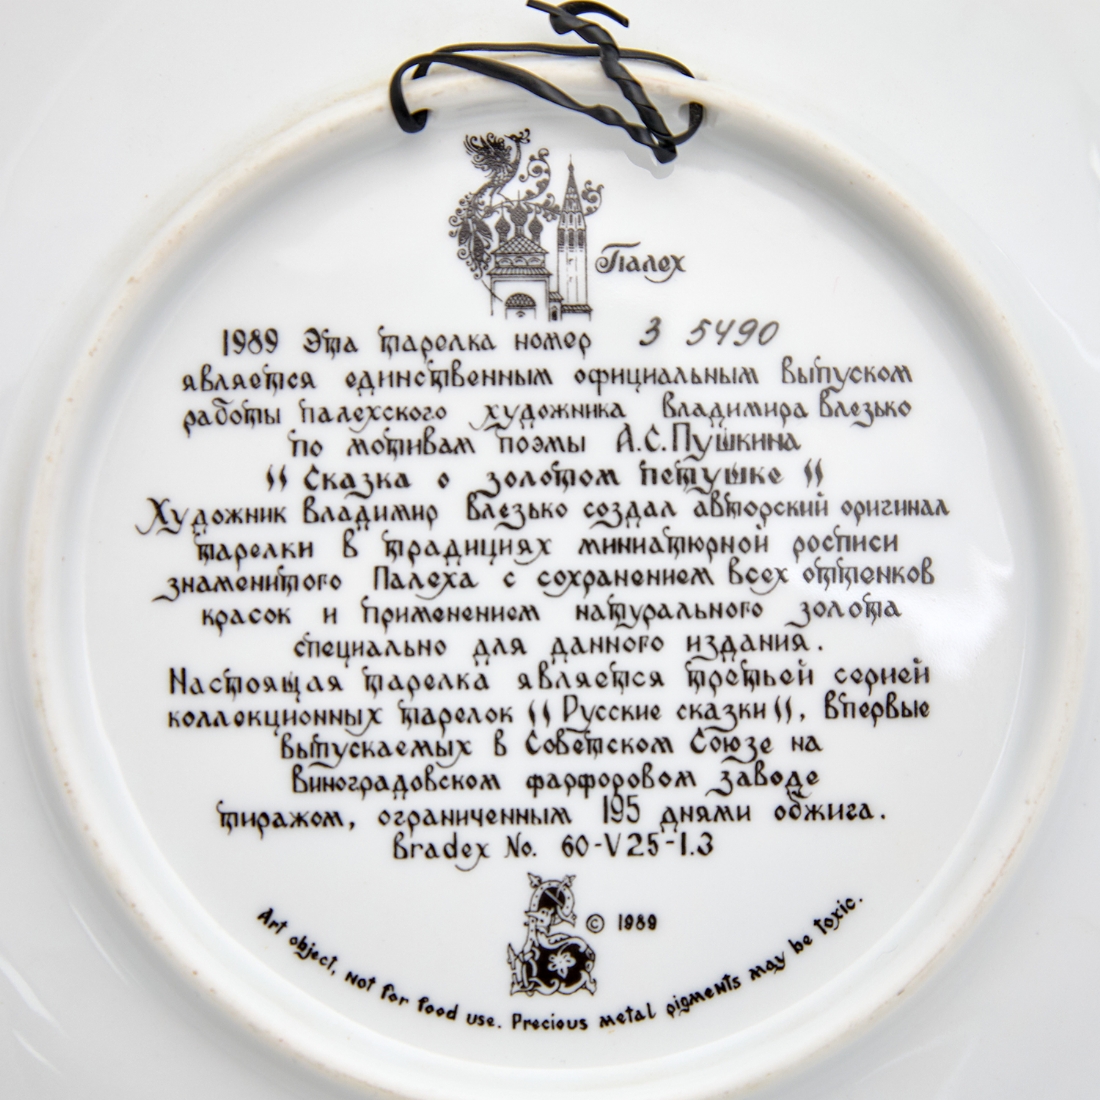 Палех
1989 Эта тарелка номер 3 5490
является единственным официальным выпуском
работы палехского художника Владимира Влезько
по мотивам поэмы А.С.Пушкина
"Сказка о золотом петушке"
Художник Владимир Влезько создал авторский оригинал
тарелки в традициях миниатюрной росписи
знаменитого Палеха с сохранением всех оттенков
красок и применением натурального золота
специально для данного издания.
Настоящая тарелка является третьей серией
коллекционных тарелок "Русские сказки", впервые
выпускаемых в Советском Союзе на
Виноградовском фарфоровом заводе
тиражом, ограниченным 195 днями обжига.
Bradex No. 60-V25-1.3
© 1989
Art object, not for food use. Precious metal pigments may be toxic.